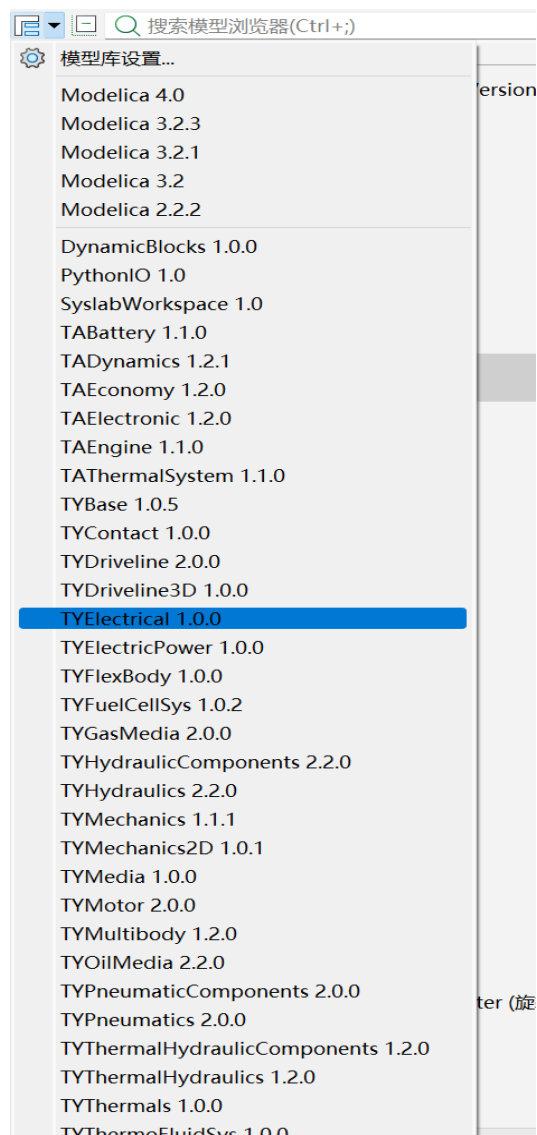 搜索模型浏览器(Ctrl+;)
模型库设置...
ersion
Modelica 4.0
Modelica 3.2.3
Modelica 3.2.1
Modelica 3.2
Modelica 2.2.2
DynamicBlocks 1.0.0
PythonIO 1.0
SyslabWorkspace 1.0
TABattery 1.1.0
TADynamics 1.2.1
TAEconomy 1.2.0
TAElectronic 1.2.0
TAEngine 1.1.0
TAThermalSystem 1.1.0
TYBase 1.0.5
TYContact 1.0.0
TYDriveline 2.0.0
TYDriveline3D 1.0.0
TYElectrical 1.0.0
TYElectricPower 1.0.0
TYFlexBody 1.0.0
TYFuelCellSys 1.0.2
TYGasMedia 2.0.0
TYHydraulicComponents 2.2.0
TYHydraulics 2.2.0
TYMechanics 1.1.1
TYMechanics2D 1.0.1
TYMedia 1.0.0
TYMotor 2.0.0
TYMultibody 1.2.0
TYOilMedia 2.2.0
TYPneumaticComponents 2.0.0
ter (旋
TYPneumatics 2.0.0
TYThermalHydraulicComponents 1.2.0
TYThermalHydraulics 1.2.0
TYThermals 1.0.0
TYThermoFluidSys 1.0.0